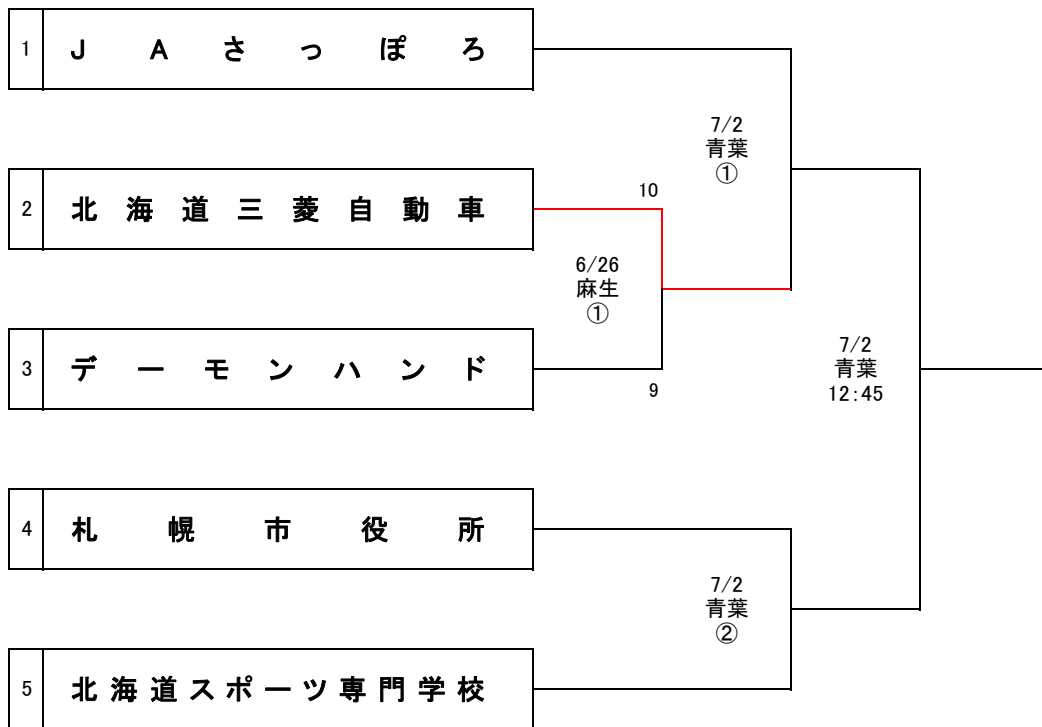 1 JAさっぽろ
7/2
青葉
①
2 北海道三菱自動車
10
6/26
麻生
①
3 デーモンハンド
9
7/2
青葉
12:45
4 札幌市役所
7/2
青葉
②
5 北海道スポーツ専門学校